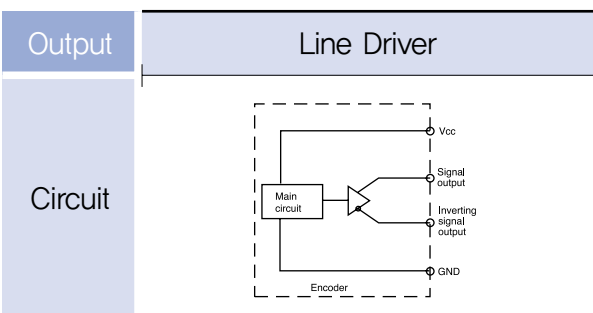 Output
Line Driver
Circuit
Vcc
Signal
output
Main
circuit
Inverting
signal
output
GND
Encoder